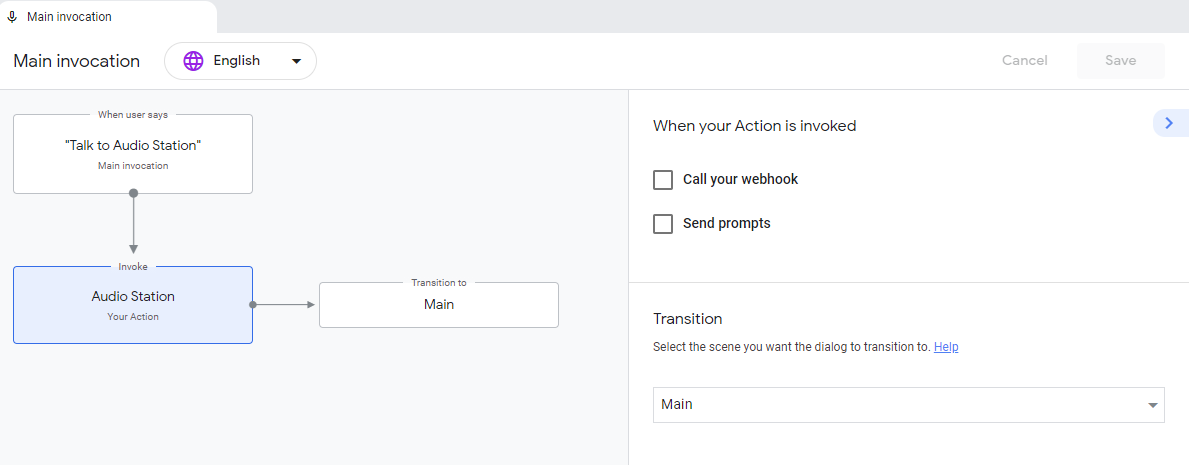 Main invocation
Main invocation
English
Cancel
Save
When user says
"Talk to Audio Station"
Main invocation
Invoke
Audio Station
Your Action
Transition to
Main
When your Action is invoked
Call your webhook
Send prompts
Transition
Select the scene you want the dialog to transition to. Help
Main